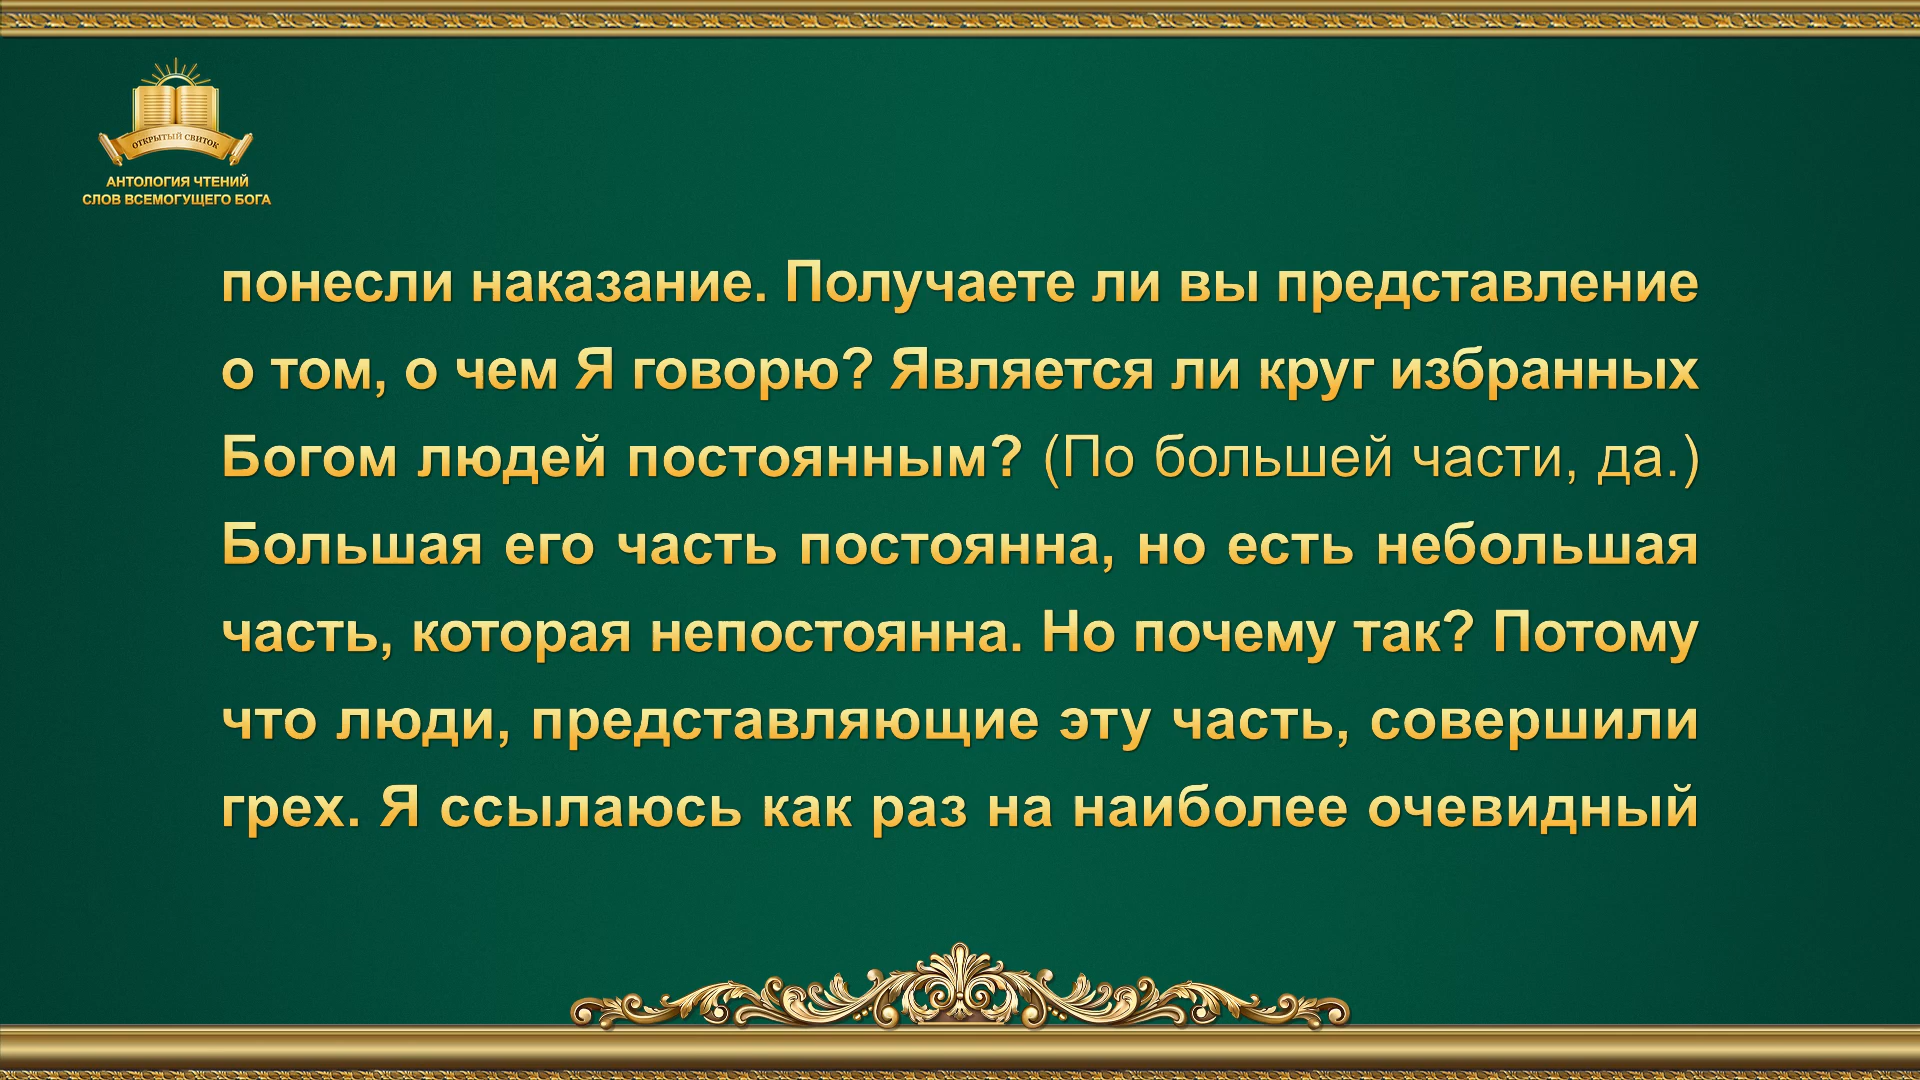 ОТКРЫТЫЙ СВИТОК
АНТОЛОГИЯ ЧТЕНИЙ
СЛОВ ВСЕМОГУЩЕГО БОГА
понесли наказание. Получаете ли вы представление
о том, о чем Я говорю? Является ли круг избранных
Богом людей постоянным? (По большей части, да.)
Большая его часть постоянна, но есть небольшая
часть, которая непостоянна. Но почему так? Потому
что люди, представляющие эту часть, совершили
грех. Я ссылаюсь как раз на наиболее очевидный